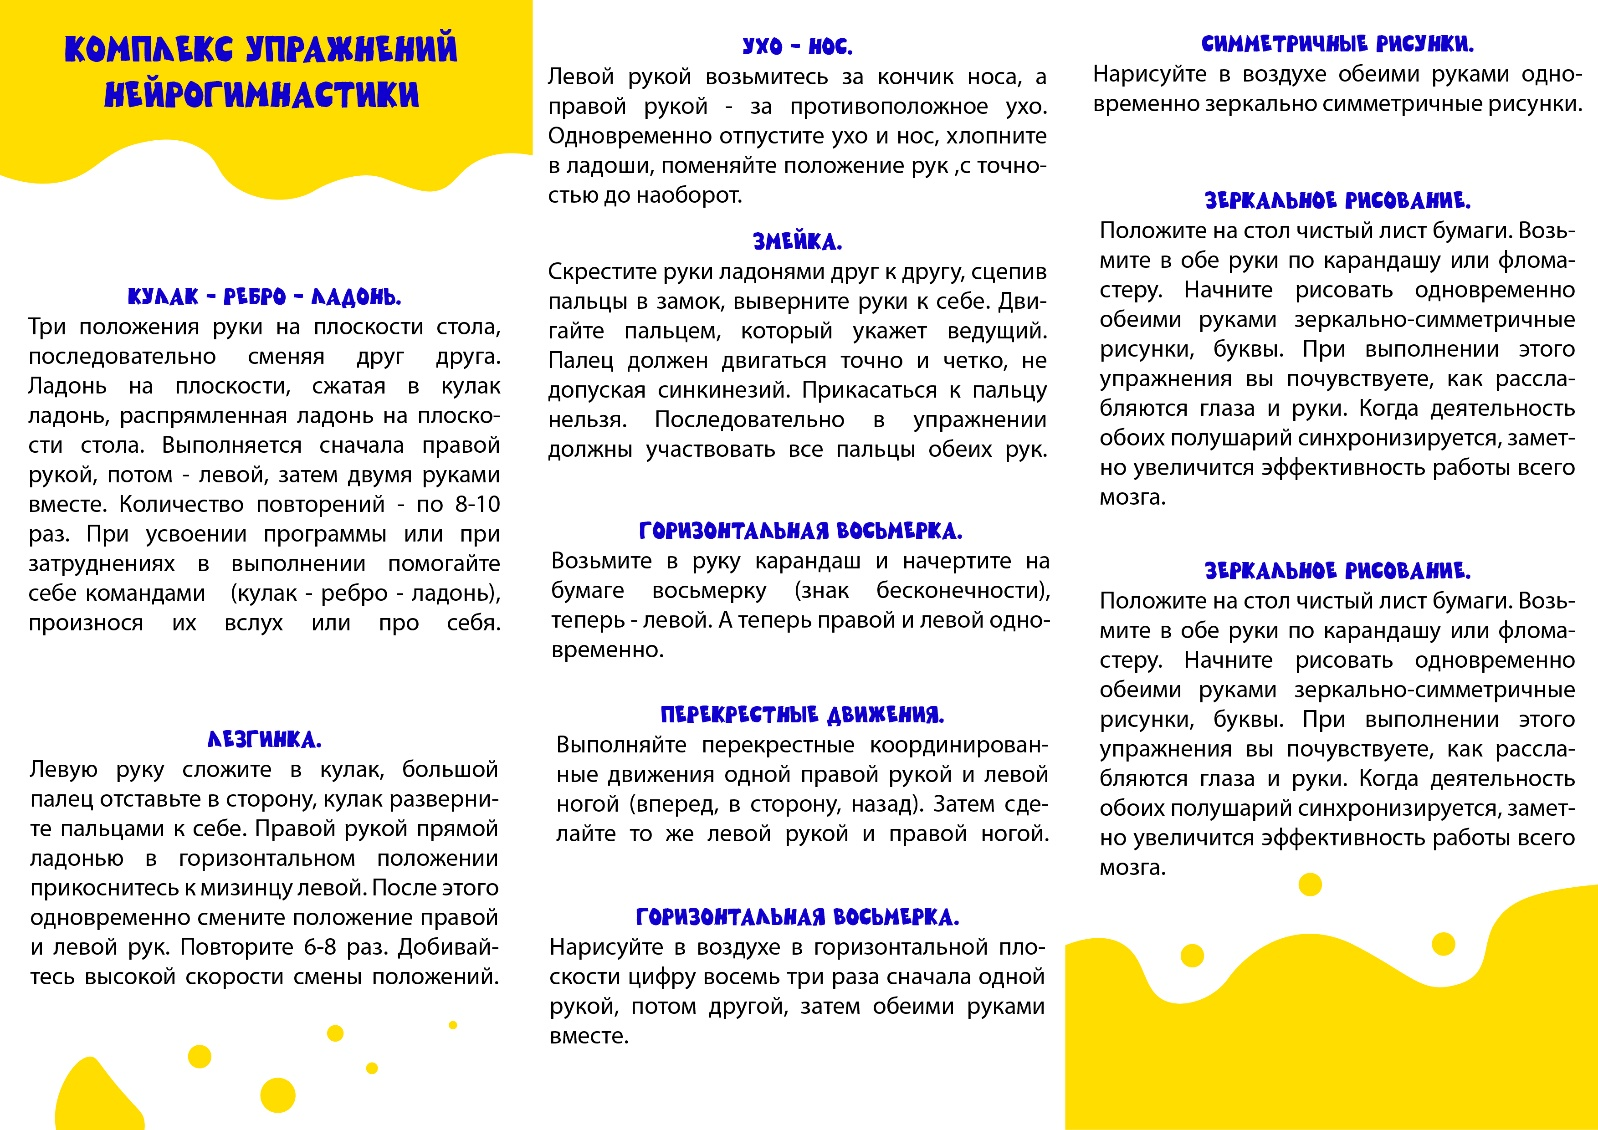 КОМПЛЕКС УПРАЖНЕНИЙ
НЕЙРОГИМНАСТИКИ
КУЛАК - РЕБРО - ЛАДОНЬ.
Три положения руки на плоскости стола,
последовательно сменяя друг друга.
Ладонь на плоскости, сжатая в кулак
ладонь, распрямленная ладонь на плоско-
сти стола. Выполняется сначала правой
рукой, потом - левой, затем двумя руками
вместе. Количество повторений - по 8-10
раз. При усвоении программы или при
затруднениях в выполнении помогайте
себе командами (кулак - ребро - ладонь),
произнося их вслух или про себя.
ЛЕЗГИНКА.
Левую руку сложите в кулак, большой
палец отставьте в сторону, кулак разверни-
те пальцами к себе. Правой рукой прямой
ладонью в горизонтальном положении
прикоснитесь к мизинцу левой. После этого
одновременно смените положение правой
и левой рук. Повторите 6-8 раз. Добивай-
тесь высокой скорости смены положений.
УХО - НОС.
Левой рукой возьмитесь за кончик носа, а
правой рукой - за противоположное ухо.
Одновременно отпустите ухо и нос, хлопните
в ладоши, поменяйте положение рук ,с точно-
стью до наоборот.
ЗМЕЙКА.
Скрестите руки ладонями друг к другу, сцепив
пальцы в замок, выверните руки к себе. Дви-
гайте пальцем, который укажет ведущий.
Палец должен двигаться точно и четко, не
допуская синкинезий. Прикасаться к пальцу
нельзя. Последовательно в упражнении
должны участвовать все пальцы обеих рук.
ГОРИЗОНТАЛЬНАЯ ВОСЬМЕРКА.
Возьмите в руку карандаш и начертите на
бумаге восьмерку (знак бесконечности),
теперь - левой. А теперь правой и левой одно-
временно.
ПЕРЕКРЕСТНЫЕ ДВИЖЕНИЯ.
Выполняйте перекрестные координирован-
ные движения одной правой рукой и левой
ногой (вперед, в сторону, назад). Затем сде-
лайте то же левой рукой и правой ногой.
ГОРИЗОНТАЛЬНАЯ ВОСЬМЕРКА.
Нарисуйте в воздухе в горизонтальной пло-
скости цифру восемь три раза сначала одной
рукой, потом другой, затем обеими руками
вместе.
СИММЕТРИЧНЫЕ РИСУНКИ.
Нарисуйте в воздухе обеими руками одно-
временно зеркально симметричные рисунки.
ЗЕРКАЛЬНОЕ РИСОВАНИЕ.
Положите на стол чистый лист бумаги. Возь-
мите в обе руки по карандашу или флома-
стеру. Начните рисовать одновременно
обеими руками зеркально-симметричные
рисунки, буквы. При выполнении этого
упражнения вы почувствуете, как рассла-
бляются глаза и руки. Когда деятельность
обоих полушарий синхронизируется, замет-
но увеличится эффективность работы всего
мозга.
ЗЕРКАЛЬНОЕ РИСОВАНИЕ.
Положите на стол чистый лист бумаги. Возь-
мите в обе руки по карандашу или флома-
стеру. Начните рисовать одновременно
обеими руками зеркально-симметричные
рисунки, буквы. При выполнении этого
упражнения вы почувствуете, как рассла-
бляются глаза и руки. Когда деятельность
обоих полушарий синхронизируется, замет-
но увеличится эффективность работы всего
мозга.